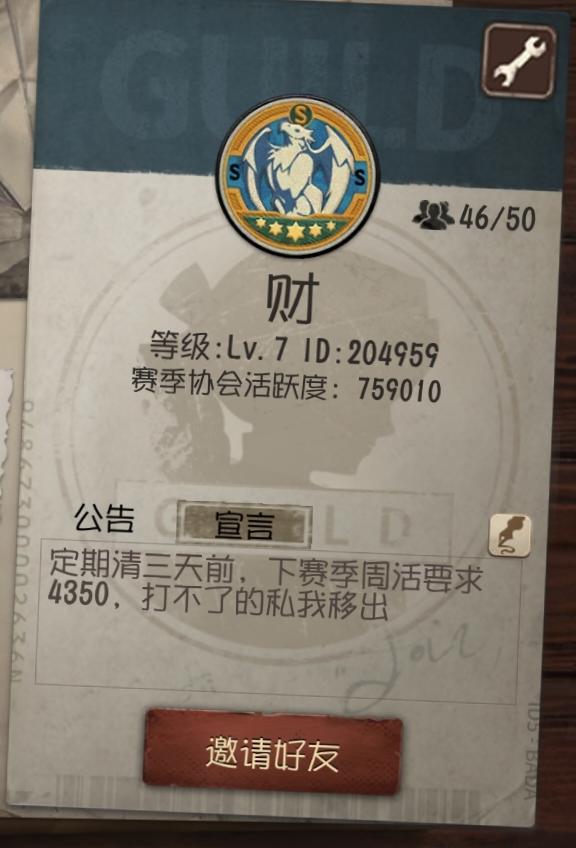 GUILD
S
S
S
46/50
财
等级:Lv.7 ID:204959
赛季协会活跃度：759010
公告
宣言
GUILD
定期清三天前，下赛季周活要求
4350，打不了的私我移出
Join
邀请好友